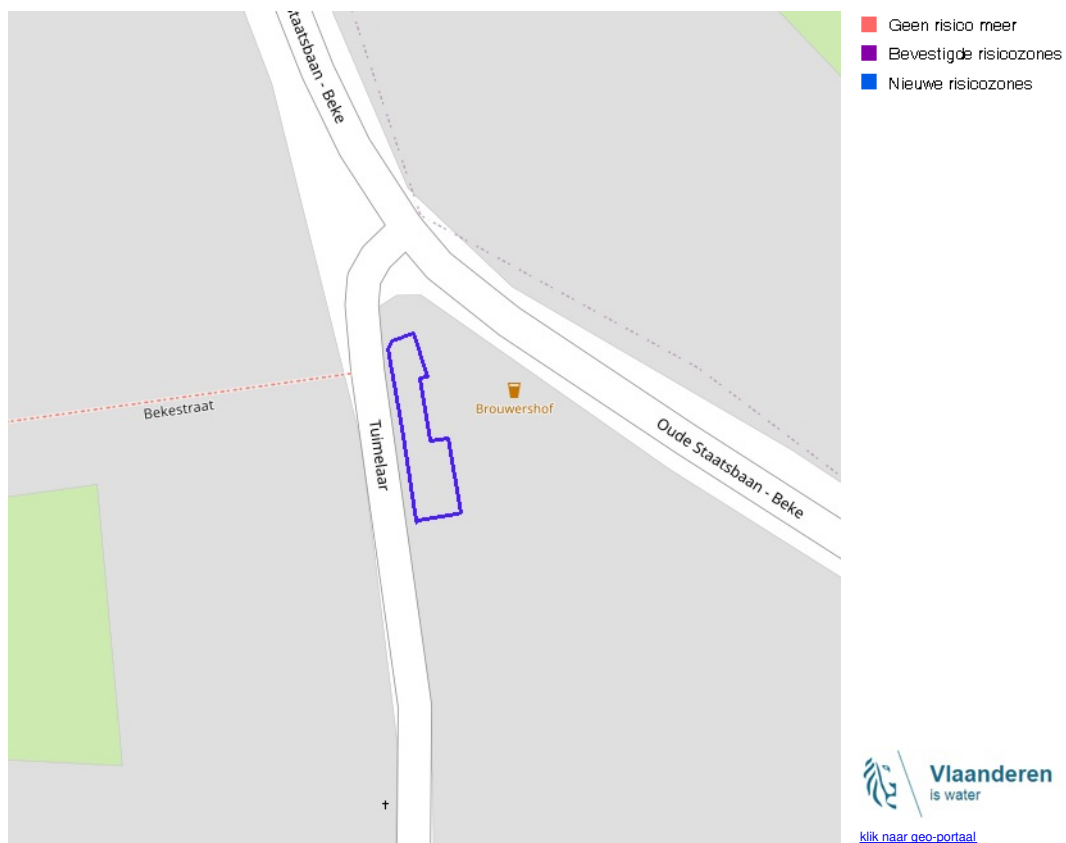 Staatsbaan - Beke
Bekestraat
Tuimelaar
Brouwershof
Oude Staatsbaan - Beke
✝
Geen risico meer
Bevestigde risicozones
Nieuwe risicozones
Vlaanderen
is water
klik naar geo-portaal